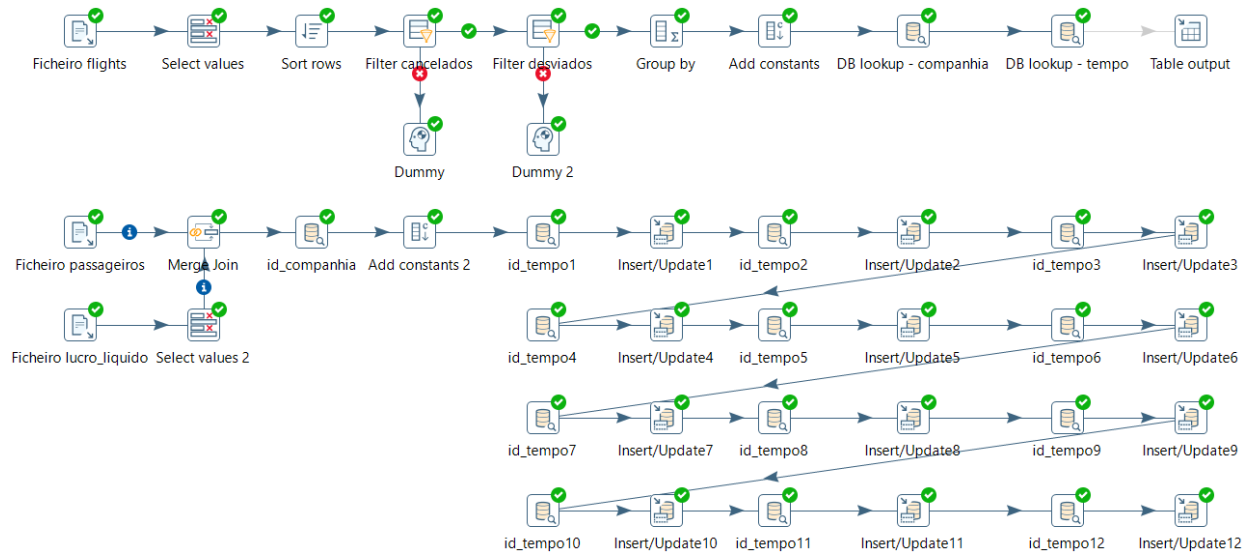 Ficheiro flights
Select values
Sort rows
Filter cancelados
Filter desviados
Group by
Add constants
DB lookup - companhia
DB lookup - tempo
Table output
Dummy
Dummy 2
Ficheiro passageiros
Merge Join
id_companhia
Add constants 2
id_tempo1
Insert/Update1
id_tempo2
Insert/Update2
id_tempo3
Insert/Update3
Ficheiro lucro_liquido
Select values 2
id_tempo4
Insert/Update4
id_tempo5
Insert/Update5
id_tempo6
Insert/Update6
id_tempo7
Insert/Update7
id_tempo8
Insert/Update8
id_tempo9
Insert/Update9
id_tempo10
Insert/Update10
id_tempo11
Insert/Update11
id_tempo12
Insert/Update12